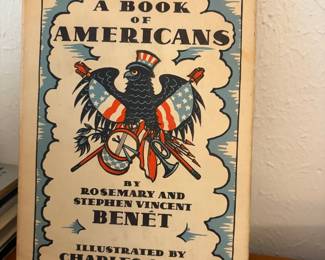 A BOOK
OF
AMERICANS
BY
ROSEMARY AND
STEPHEN VINCENT
BENÉT
ILLUSTRATED BY